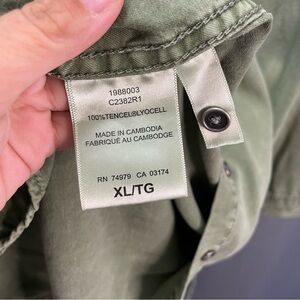 1988003
C2382R1
100%TENCEL®LYOCELL
MADE IN CAMBODIA
FABRIQUÉ AU CAMBODGE
RN 74979 CA 03174
XL/TG